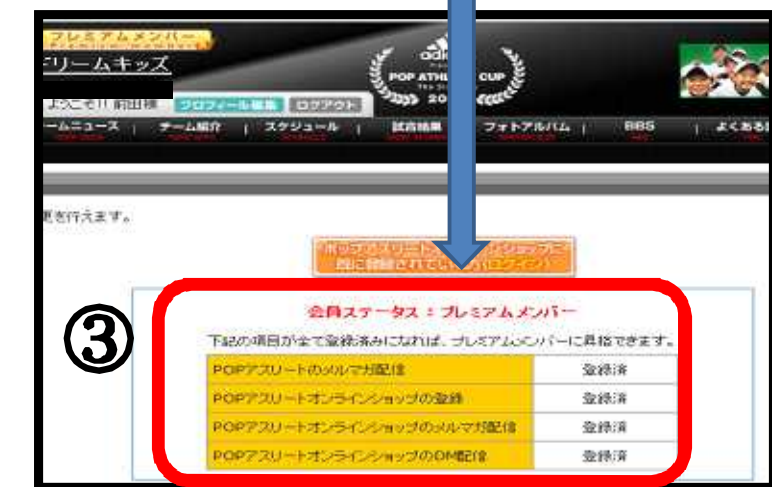 プレミアムメンバー
Premium Member
ドリームキッズ
ようこそ!! 前田様 プロフィール編集 ログアウト
adidas
POP ATHLETE CUP
チームニュース | チーム紹介 | スケジュール | 試合結果 フォトアルバム | BBS | よくある
更を行えます。
会員ステータス：プレミアムメンバー
③
下記の項目が全て登録済みになれば、プレミアムメンバーに昇格できます。
POPアスリートのメルマガ配信 登録済
POPアスリートオンラインショップの登録 登録済
POPアスリートオンラインショップのメルマガ配信 登録済
POPアスリートオンラインショップのDM配信 登録済